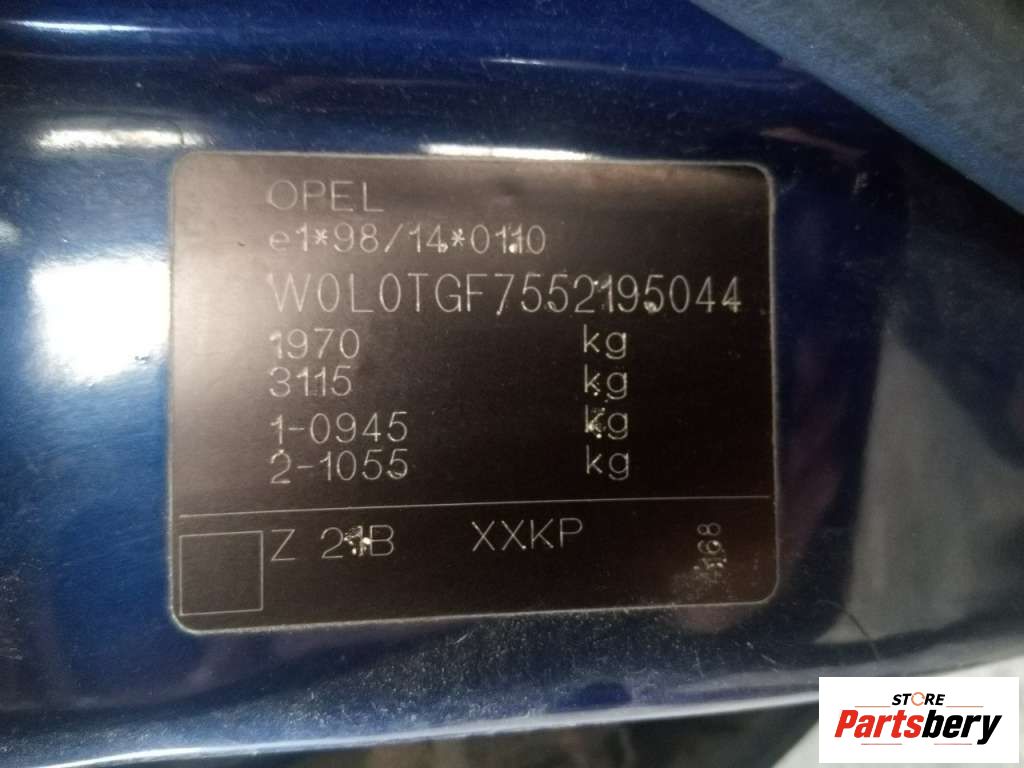 OPEL
e1*98/14*0110
W0L0TGF7552195044
1970 kg
3115 kg
1-0945 kg
2-1055 kg
Z 21B XXKP
STORE
Partsbery